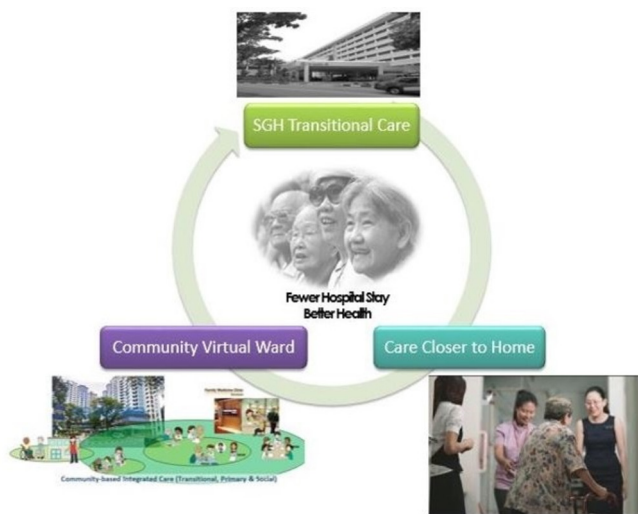 SGH Transitional Care
Fewer Hospital Stay
Better Health
Community Virtual Ward
Care Closer to Home
Family Medicine Clinic
Community-based Integrated Care (Transitional, Primary & Social)